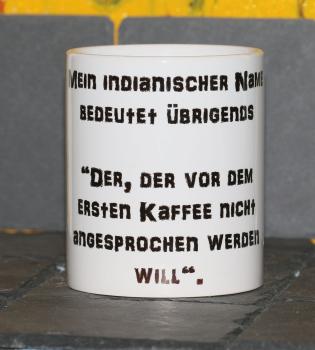 Mein indianischer Name
bedeutet übrigends
“Der, der vor dem
ersten Kaffee nicht
angesprochen werden
will“.